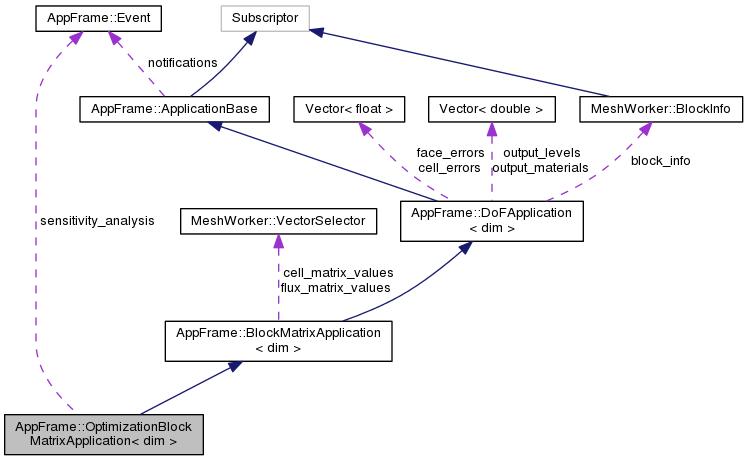 AppFrame::Event
Subscriptor
notifications
AppFrame::ApplicationBase
Vector< float >
Vector< double >
MeshWorker::BlockInfo
face_errors
cell_errors
output_levels
output_materials
block_info
sensitivity_analysis
MeshWorker::VectorSelector
AppFrame::DoFApplication
< dim >
cell_matrix_values
flux_matrix_values
AppFrame::BlockMatrixApplication
< dim >
AppFrame::OptimizationBlock
MatrixApplication< dim >